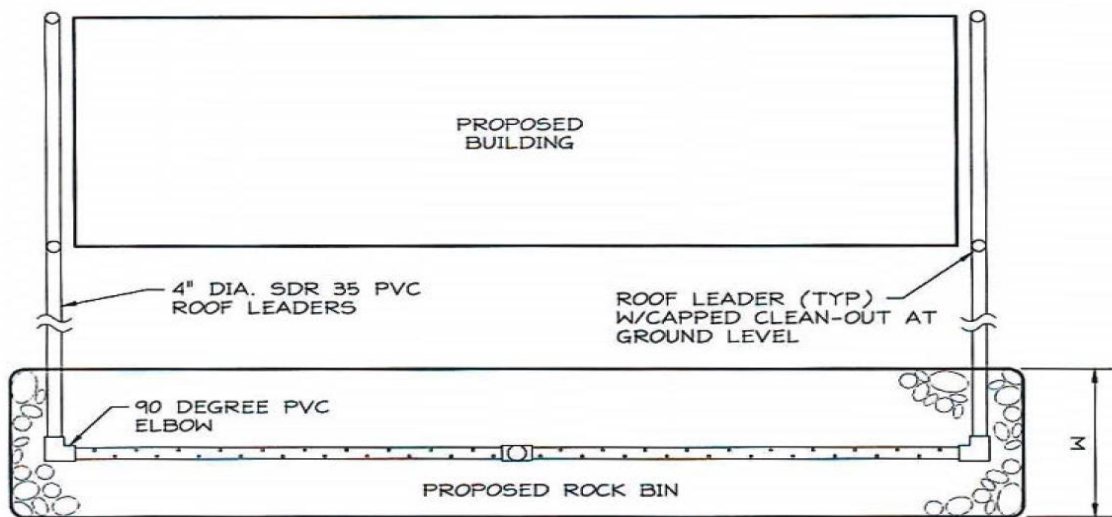 PROPOSED
BUILDING
4" DIA. SDR 35 PVC
ROOF LEADERS
ROOF LEADER (TYP)
W/CAPPED CLEAN-OUT AT
GROUND LEVEL
90 DEGREE PVC
ELBOW
W
PROPOSED ROCK BIN